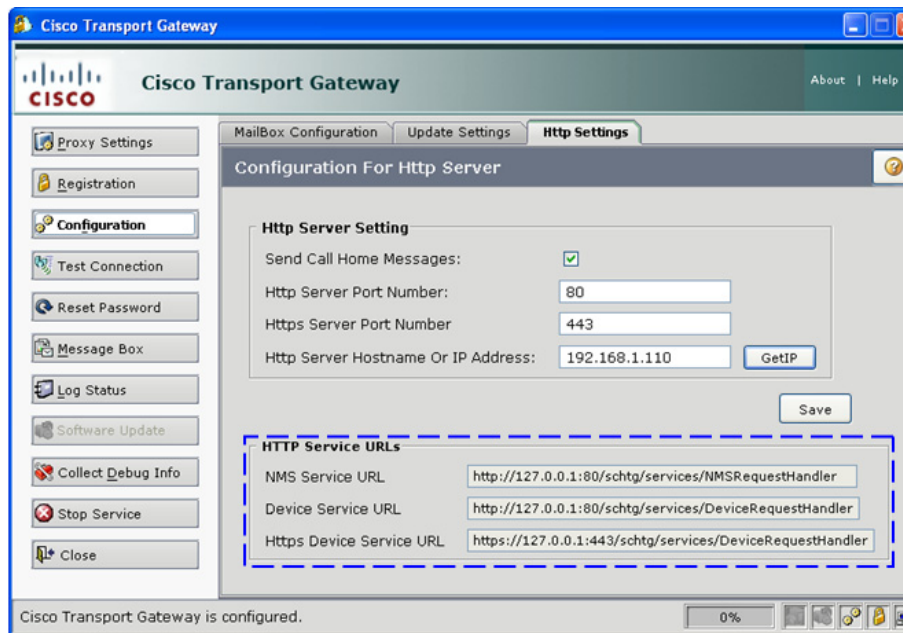 Cisco Transport Gateway
CISCO
Cisco Transport Gateway
About | Help
Proxy Settings
Registration
Configuration
Test Connection
Reset Password
Message Box
Log Status
Software Update
Collect Debug Info
Stop Service
Close
MailBox Configuration
Update Settings
Http Settings
Configuration For Http Server
Http Server Setting
Send Call Home Messages:
Http Server Port Number: 80
Https Server Port Number 443
Http Server Hostname Or IP Address: 192.168.1.110 GetIP
Save
HTTP Service URLs
NMS Service URL http://127.0.0.1:80/schtg/services/NMSRequestHandler
Device Service URL http://127.0.0.1:80/schtg/services/DeviceRequestHandler
Https Device Service URL https://127.0.0.1:443/schtg/services/DeviceRequestHandler
Cisco Transport Gateway is configured.
0%